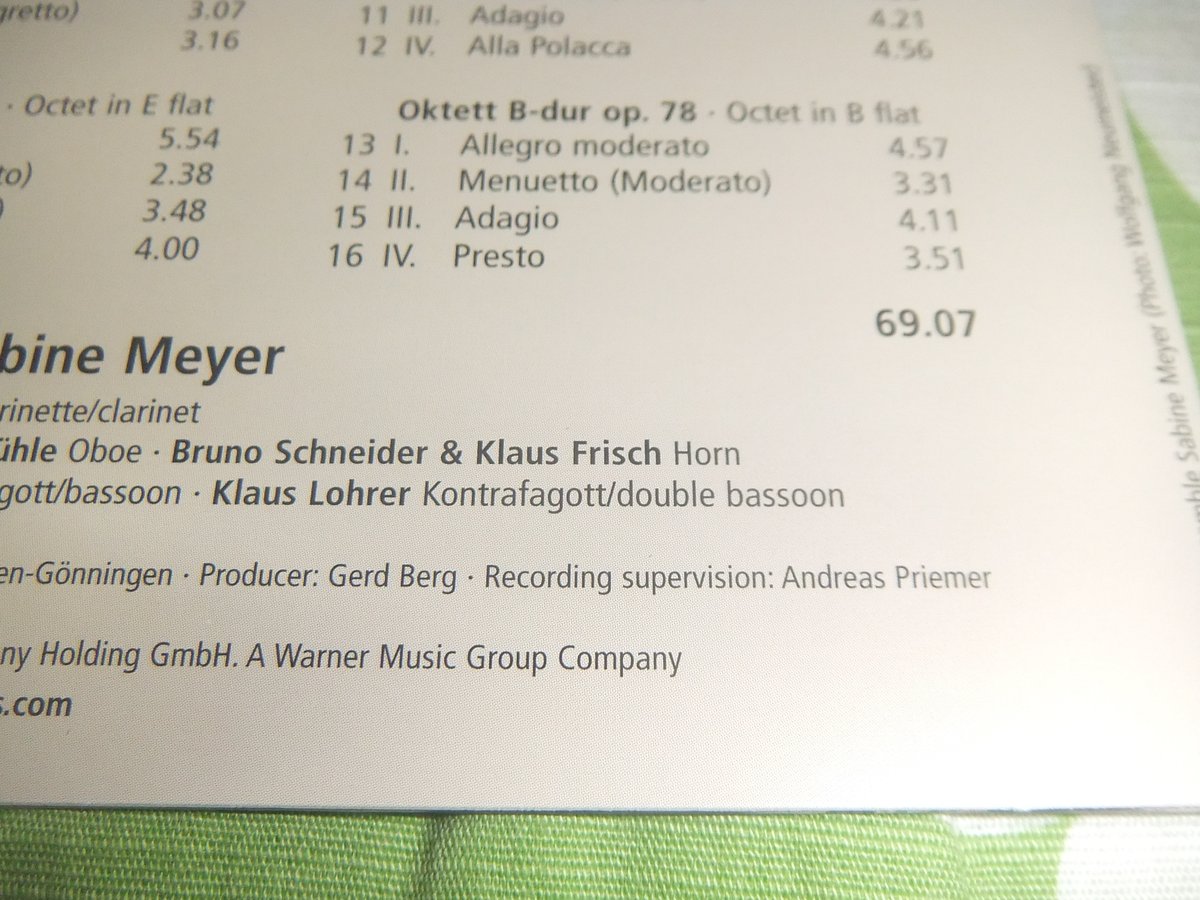 gretto) 3.07
3.16
· Octet in E flat
5.54
to) 2.38
) 3.48
4.00
11 III. Adagio 4.21
12 IV. Alla Polacca 4.56
Oktett B-dur op. 78 · Octet in B flat
13 I. Allegro moderato 4.57
14 II. Menuetto (Moderato) 3.31
15 III. Adagio 4.11
16 IV. Presto 3.51
69.07
bine Meyer
rinette/clarinet
ühle Oboe · Bruno Schneider & Klaus Frisch Horn
gott/bassoon · Klaus Lohrer Kontrafagott/double bassoon
en-Gönningen · Producer: Gerd Berg · Recording supervision: Andreas Priemer
ny Holding GmbH. A Warner Music Group Company
s.com
mble Sabine Meyer (Photo: Wolfgang